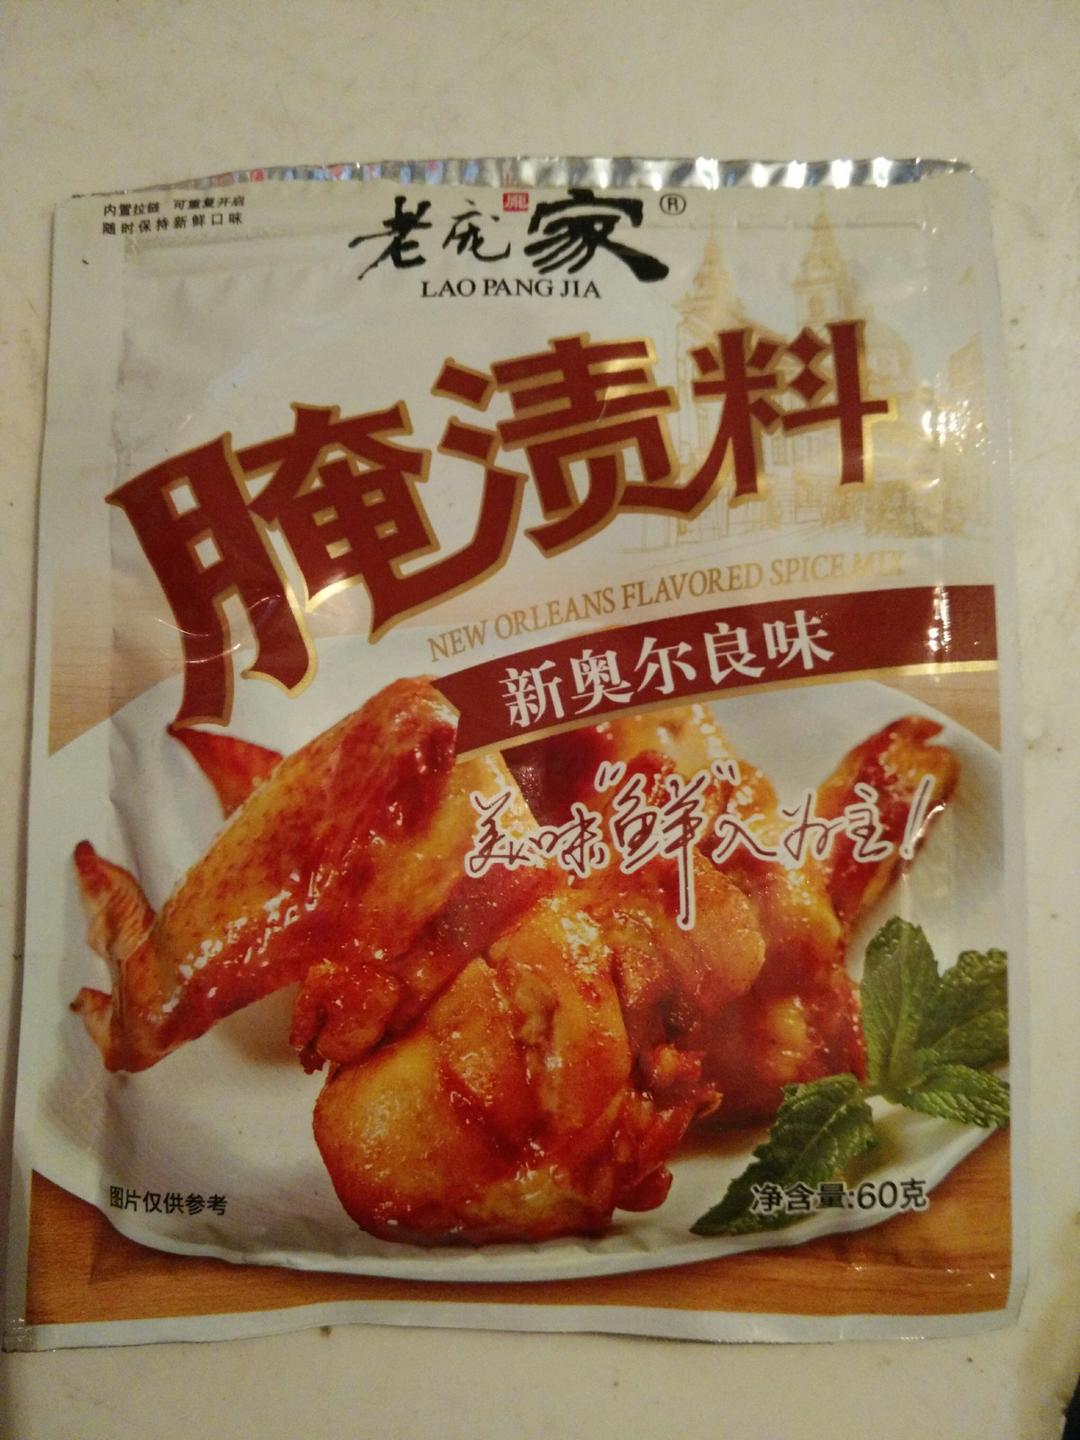 内置拉链 可重复开启
随时保持新鲜口味
老庞家®
LAO PANG JIA
腌渍料
NEW ORLEANS FLAVORED SPICE MIX
新奥尔良味
美味“鲜”入为主!
图片仅供参考
净含量:60克